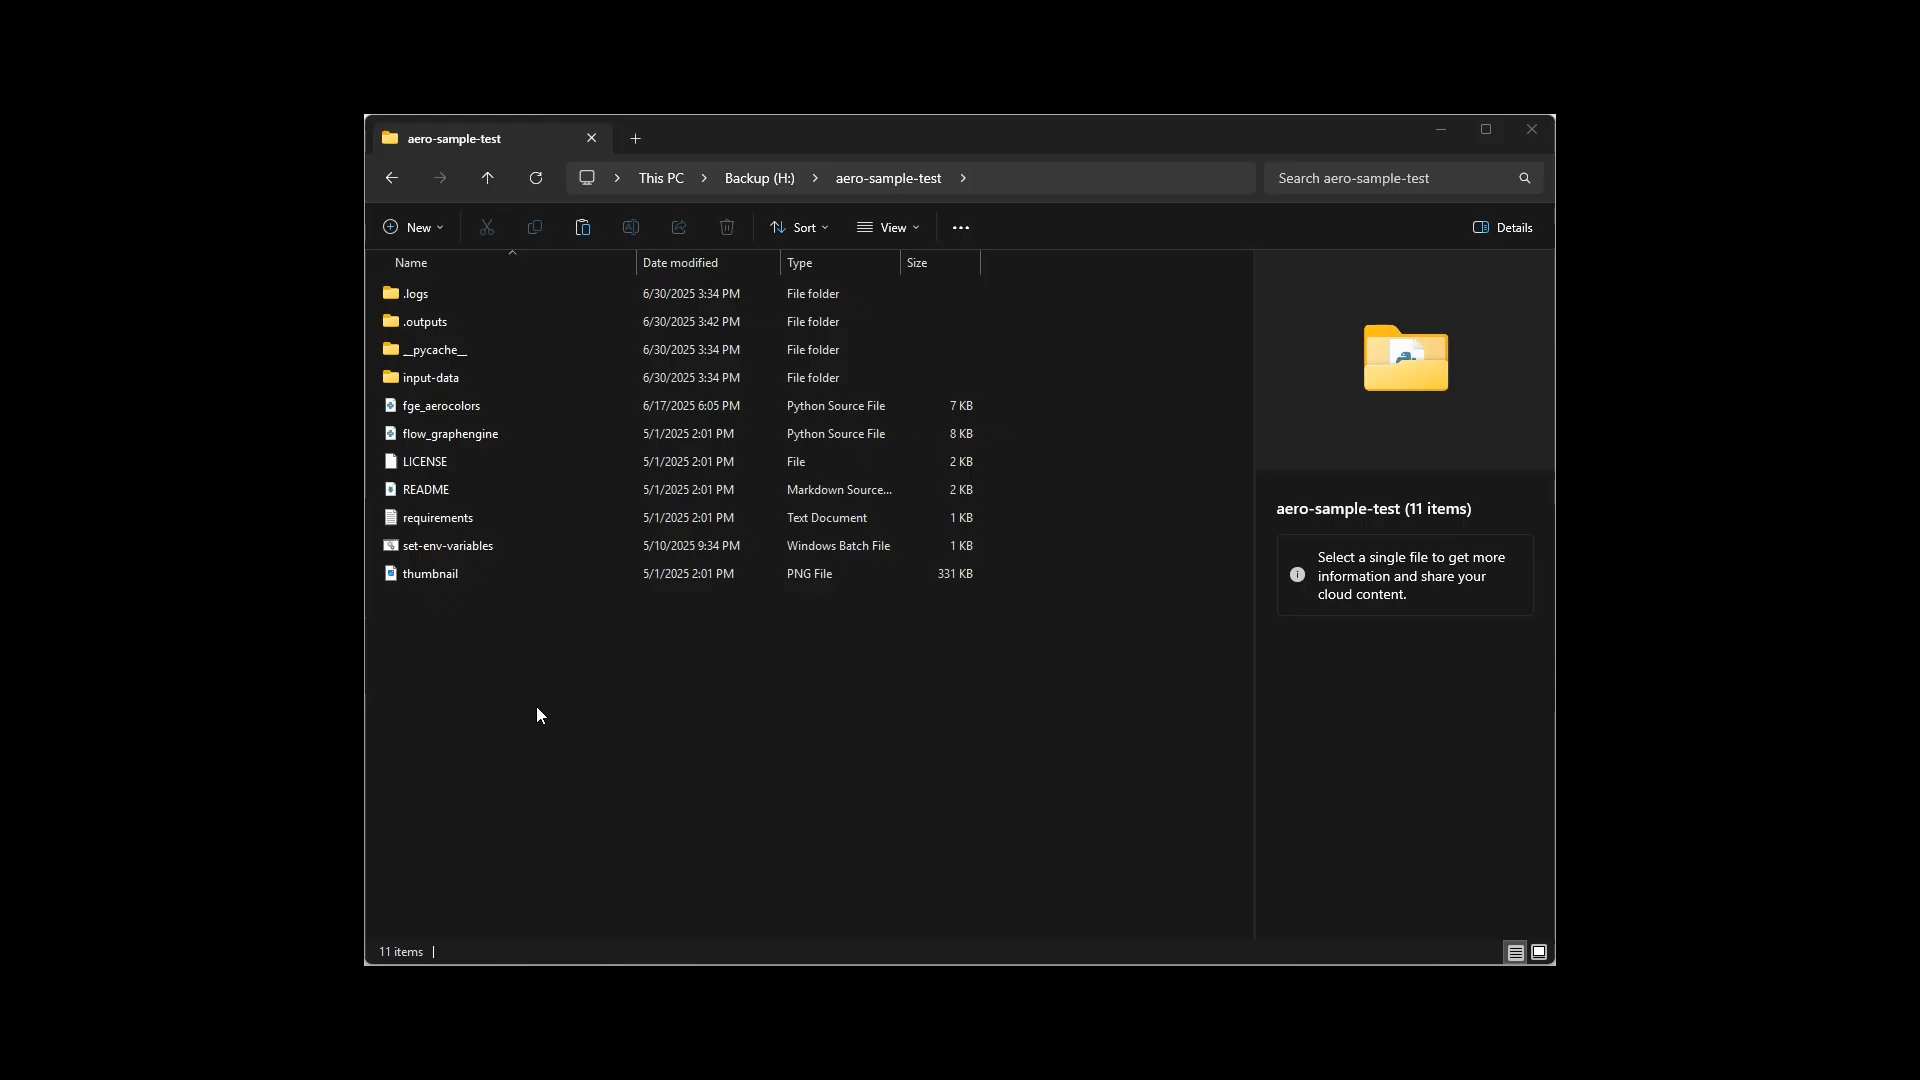 aero-sample-test
This PC Backup (H:) aero-sample-test Search aero-sample-test
New Sort View ••• Details
Name Date modified Type Size
.logs 6/30/2025 3:34 PM File folder
.outputs 6/30/2025 3:42 PM File folder
__pycache__ 6/30/2025 3:34 PM File folder
input-data 6/30/2025 3:34 PM File folder
fge_aerocolors 6/17/2025 6:05 PM Python Source File 7 KB
flow_graphengine 5/1/2025 2:01 PM Python Source File 8 KB
LICENSE 5/1/2025 2:01 PM File 2 KB
README 5/1/2025 2:01 PM Markdown Source... 2 KB
requirements 5/1/2025 2:01 PM Text Document 1 KB
set-env-variables 5/10/2025 9:34 PM Windows Batch File 1 KB
thumbnail 5/1/2025 2:01 PM PNG File 331 KB
aero-sample-test (11 items)
Select a single file to get more
information and share your
cloud content.
11 items